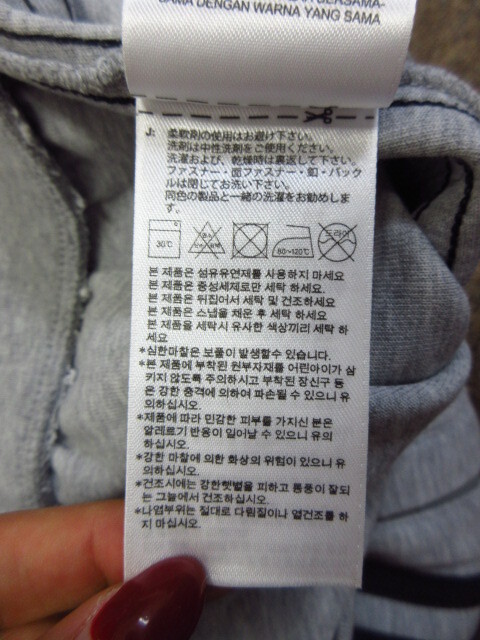 SAMA DENGAN WARNA YANG SAMA
J: 柔軟剤の使用はお避け下さい。
洗剤は中性洗剤をご使用ください。
洗濯および、乾燥時は裏返して下さい。
ファスナー・面ファスナー・釦・バック
ルは閉じてお洗い下さい。
同色の製品と一緒の洗濯をお勧めしま
す。
30℃ 80~120℃ 드라이
본 제품은 섬유유연제를 사용하지 마세요
본 제품은 중성세제로만 세탁 하세요.
본 제품은 뒤집어서 세탁 및 건조하세요
본 제품은 스냅을 채운 후 세탁 하세요
본 제품을 세탁시 유사한 색상끼리 세탁 하
세요
*심한마찰은 보풀이 발생할수 있습니다.
*본 제품에 부착된 원부자재를 어린아이가 삼
키지 않도록 주의하시고 부착된 장신구 등
은 강한 충격에 의하여 파손될 수 있으니 유
의하십시오.
*제품에 따라 민감한 피부를 가지신 분은
알레르기 반응이 일어날 수 있으니 유의
하십시오.
*강한 마찰에 의한 화상의 위험이 있으니 유
의하십시오.
*건조시에는 강한햇볕을 피하고 통풍이 잘되
는 그늘에서 건조하십시오.
*나염부위는 절대로 다림질이나 열건조를 하
지 마십시오.